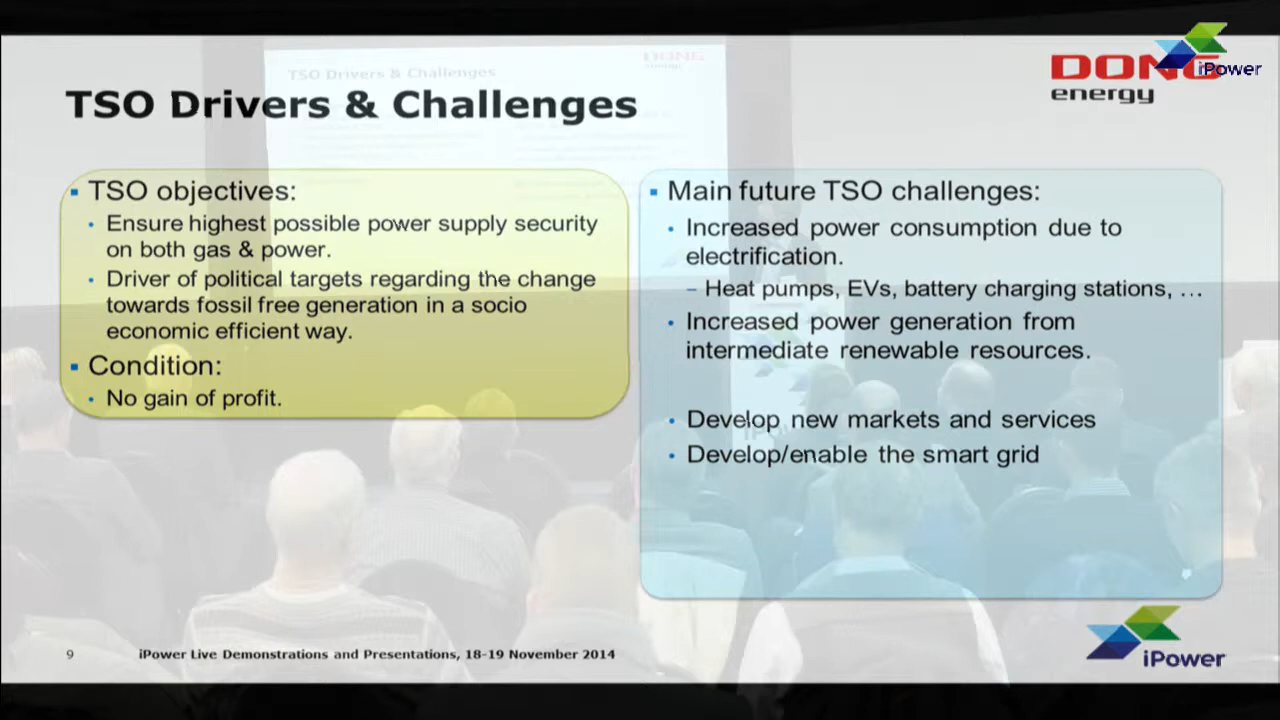 TSO Drivers & Challenges
DONG
energy
iPower
TSO Drivers & Challenges
▪ TSO objectives:
• Ensure highest possible power supply security
on both gas & power.
• Driver of political targets regarding the change
towards fossil free generation in a socio
economic efficient way.
▪ Condition:
• No gain of profit.
▪ Main future TSO challenges:
• Increased power consumption due to
electrification.
– Heat pumps, EVs, battery charging stations, …
• Increased power generation from
intermediate renewable resources.
• Develop new markets and services
• Develop/enable the smart grid
9
iPower Live Demonstrations and Presentations, 18-19 November 2014
iPower